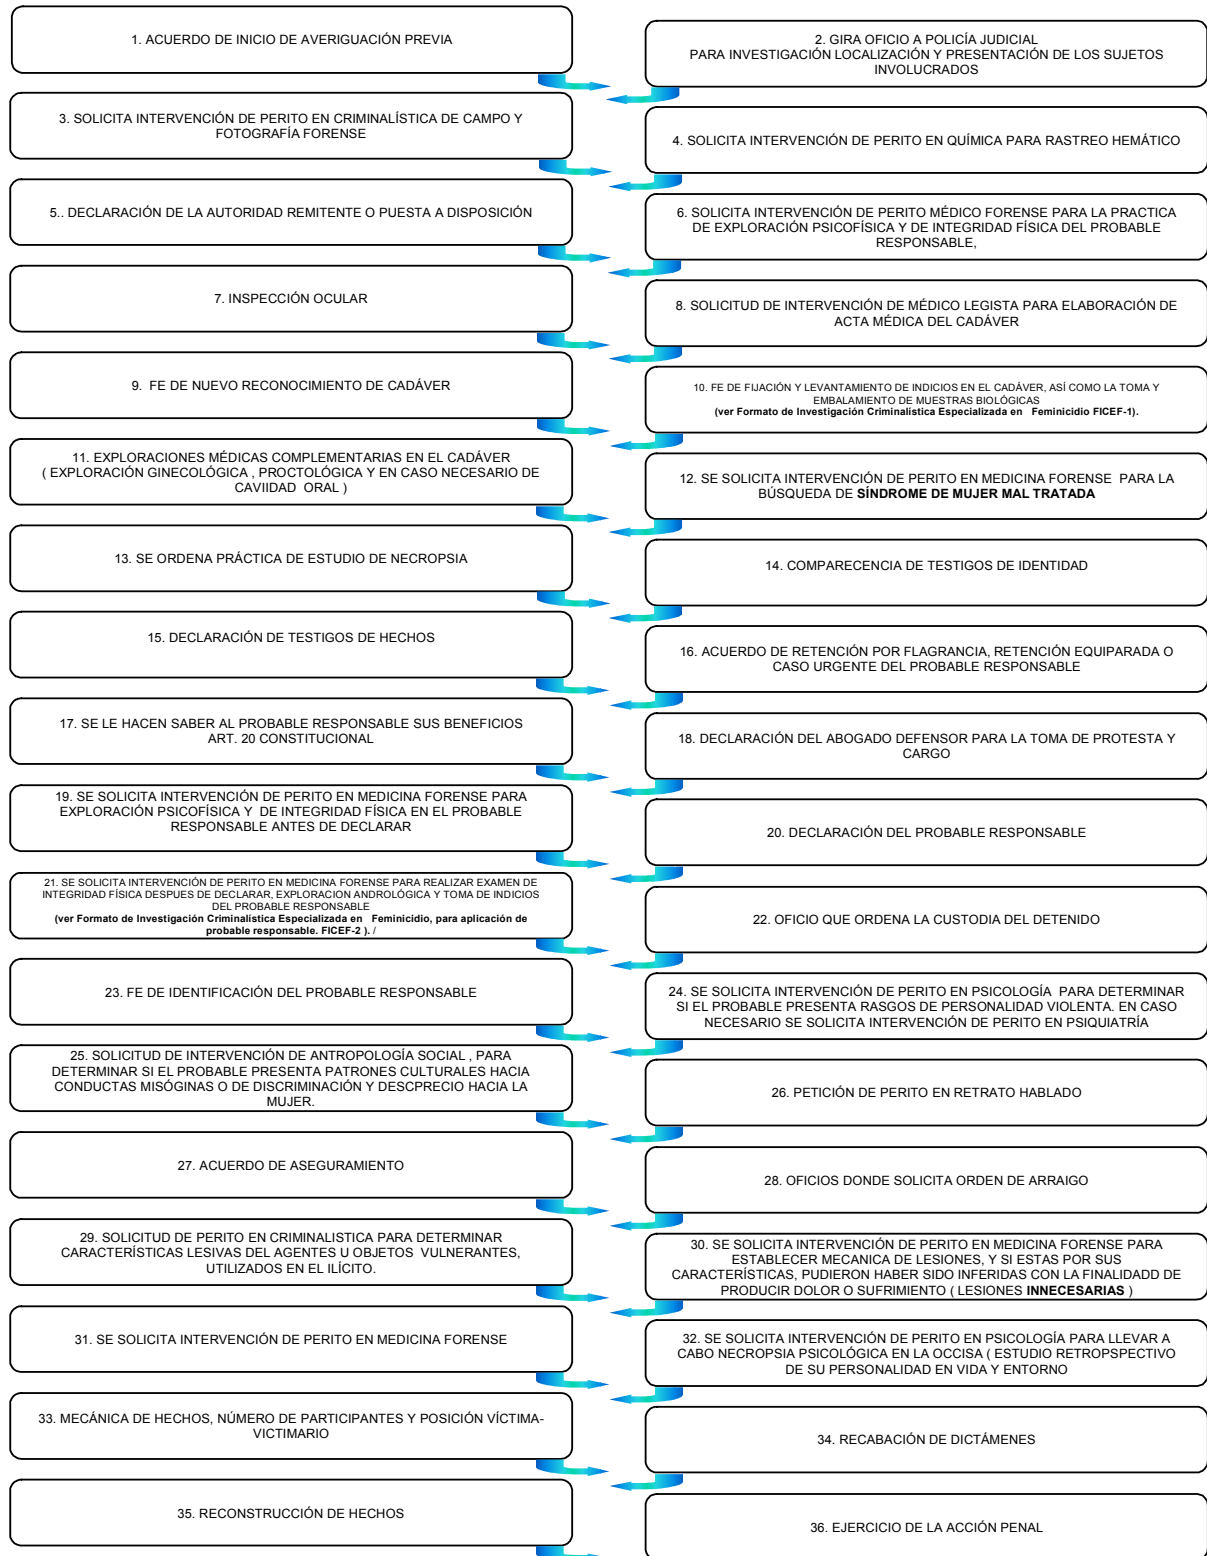 1. ACUERDO DE INICIO DE AVERIGUACIÓN PREVIA
2. GIRA OFICIO A POLICÍA JUDICIAL
PARA INVESTIGACIÓN LOCALIZACIÓN Y PRESENTACIÓN DE LOS SUJETOS
INVOLUCRADOS
3. SOLICITA INTERVENCIÓN DE PERITO EN CRIMINALÍSTICA DE CAMPO Y
FOTOGRAFÍA FORENSE
4. SOLICITA INTERVENCIÓN DE PERITO EN QUÍMICA PARA RASTREO HEMÁTICO
5.. DECLARACIÓN DE LA AUTORIDAD REMITENTE O PUESTA A DISPOSICIÓN
6. SOLICITA INTERVENCIÓN DE PERITO MÉDICO FORENSE PARA LA PRACTICA
DE EXPLORACIÓN PSICOFÍSICA Y DE INTEGRIDAD FÍSICA DEL PROBABLE
RESPONSABLE,
7. INSPECCIÓN OCULAR
8. SOLICITUD DE INTERVENCIÓN DE MÉDICO LEGISTA PARA ELABORACIÓN DE
ACTA MÉDICA DEL CADÁVER
9. FE DE NUEVO RECONOCIMIENTO DE CADÁVER
10. FE DE FIJACIÓN Y LEVANTAMIENTO DE INDICIOS EN EL CADÁVER, ASÍ COMO LA TOMA Y
EMBALAMIENTO DE MUESTRAS BIOLÓGICAS
(ver Formato de Investigación Criminalística Especializada en Feminicidio FICEF-1).
11. EXPLORACIONES MÉDICAS COMPLEMENTARIAS EN EL CADÁVER
( EXPLORACIÓN GINECOLÓGICA , PROCTOLÓGICA Y EN CASO NECESARIO DE
CAVIIDAD ORAL )
12. SE SOLICITA INTERVENCIÓN DE PERITO EN MEDICINA FORENSE PARA LA
BÚSQUEDA DE SÍNDROME DE MUJER MAL TRATADA
13. SE ORDENA PRÁCTICA DE ESTUDIO DE NECROPSIA
14. COMPARECENCIA DE TESTIGOS DE IDENTIDAD
15. DECLARACIÓN DE TESTIGOS DE HECHOS
16. ACUERDO DE RETENCIÓN POR FLAGRANCIA, RETENCIÓN EQUIPARADA O
CASO URGENTE DEL PROBABLE RESPONSABLE
17. SE LE HACEN SABER AL PROBABLE RESPONSABLE SUS BENEFICIOS
ART. 20 CONSTITUCIONAL
18. DECLARACIÓN DEL ABOGADO DEFENSOR PARA LA TOMA DE PROTESTA Y
CARGO
19. SE SOLICITA INTERVENCIÓN DE PERITO EN MEDICINA FORENSE PARA
EXPLORACIÓN PSICOFÍSICA Y DE INTEGRIDAD FÍSICA EN EL PROBABLE
RESPONSABLE ANTES DE DECLARAR
20. DECLARACIÓN DEL PROBABLE RESPONSABLE
21. SE SOLICITA INTERVENCIÓN DE PERITO EN MEDICINA FORENSE PARA REALIZAR EXAMEN DE
INTEGRIDAD FÍSICA DESPUES DE DECLARAR, EXPLORACION ANDROLÓGICA Y TOMA DE INDICIOS
DEL PROBABLE RESPONSABLE
(ver Formato de Investigación Criminalística Especializada en Feminicidio, para aplicación de
probable responsable. FICEF-2 ). /
22. OFICIO QUE ORDENA LA CUSTODIA DEL DETENIDO
23. FE DE IDENTIFICACIÓN DEL PROBABLE RESPONSABLE
24. SE SOLICITA INTERVENCIÓN DE PERITO EN PSICOLOGÍA PARA DETERMINAR
SI EL PROBABLE PRESENTA RASGOS DE PERSONALIDAD VIOLENTA. EN CASO
NECESARIO SE SOLICITA INTERVENCIÓN DE PERITO EN PSIQUIATRÍA
25. SOLICITUD DE INTERVENCIÓN DE ANTROPOLOGÍA SOCIAL , PARA
DETERMINAR SI EL PROBABLE PRESENTA PATRONES CULTURALES HACIA
CONDUCTAS MISÓGINAS O DE DISCRIMINACIÓN Y DESCPRECIO HACIA LA
MUJER.
26. PETICIÓN DE PERITO EN RETRATO HABLADO
27. ACUERDO DE ASEGURAMIENTO
28. OFICIOS DONDE SOLICITA ORDEN DE ARRAIGO
29. SOLICITUD DE PERITO EN CRIMINALISTICA PARA DETERMINAR
CARACTERÍSTICAS LESIVAS DEL AGENTES U OBJETOS VULNERANTES,
UTILIZADOS EN EL ILÍCITO.
30. SE SOLICITA INTERVENCIÓN DE PERITO EN MEDICINA FORENSE PARA
ESTABLECER MECANICA DE LESIONES, Y SI ESTAS POR SUS
CARACTERÍSTICAS, PUDIERON HABER SIDO INFERIDAS CON LA FINALIDADD DE
PRODUCIR DOLOR O SUFRIMIENTO ( LESIONES INNECESARIAS )
31. SE SOLICITA INTERVENCIÓN DE PERITO EN MEDICINA FORENSE
32. SE SOLICITA INTERVENCIÓN DE PERITO EN PSICOLOGÍA PARA LLEVAR A
CABO NECROPSIA PSICOLÓGICA EN LA OCCISA ( ESTUDIO RETROPSPECTIVO
DE SU PERSONALIDAD EN VIDA Y ENTORNO
33. MECÁNICA DE HECHOS, NÚMERO DE PARTICIPANTES Y POSICIÓN VÍCTIMA-
VICTIMARIO
34. RECABACIÓN DE DICTÁMENES
35. RECONSTRUCCIÓN DE HECHOS
36. EJERCICIO DE LA ACCIÓN PENAL